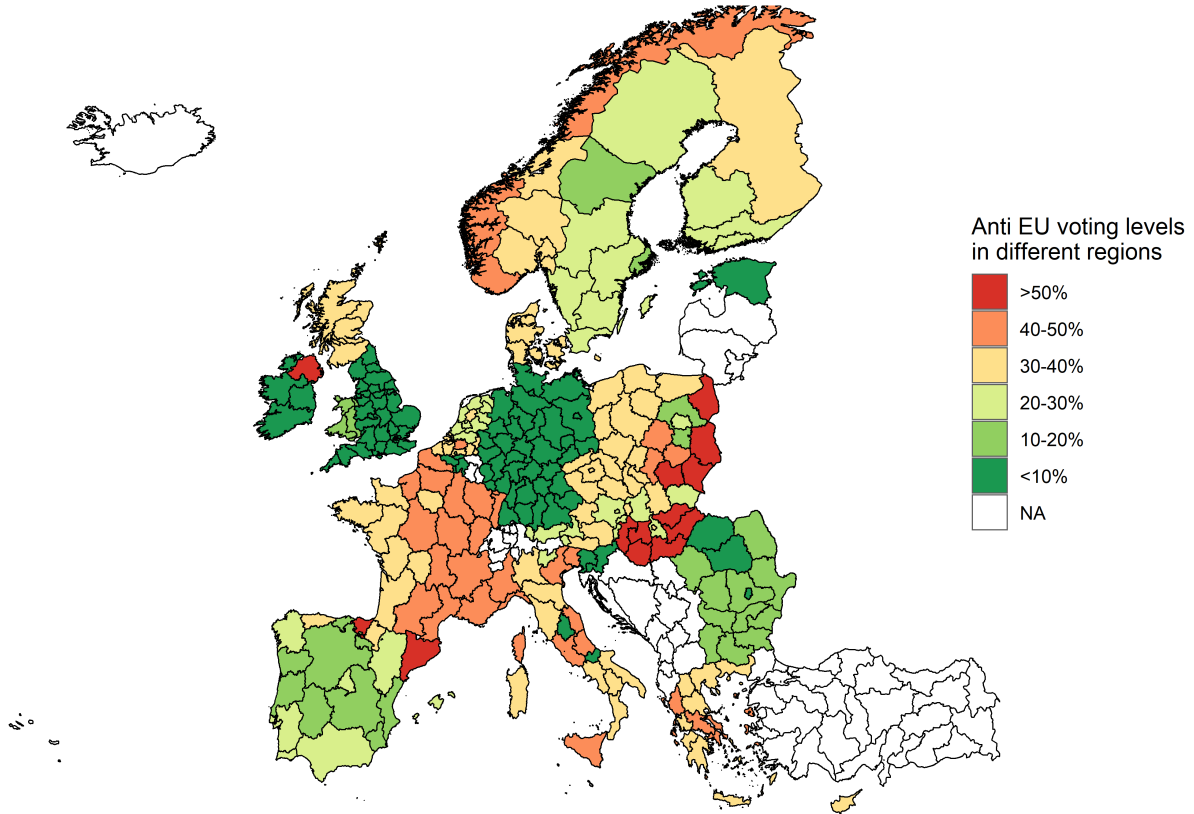 Anti EU voting levels
in different regions
>50%
40-50%
30-40%
20-30%
10-20%
<10%
NA